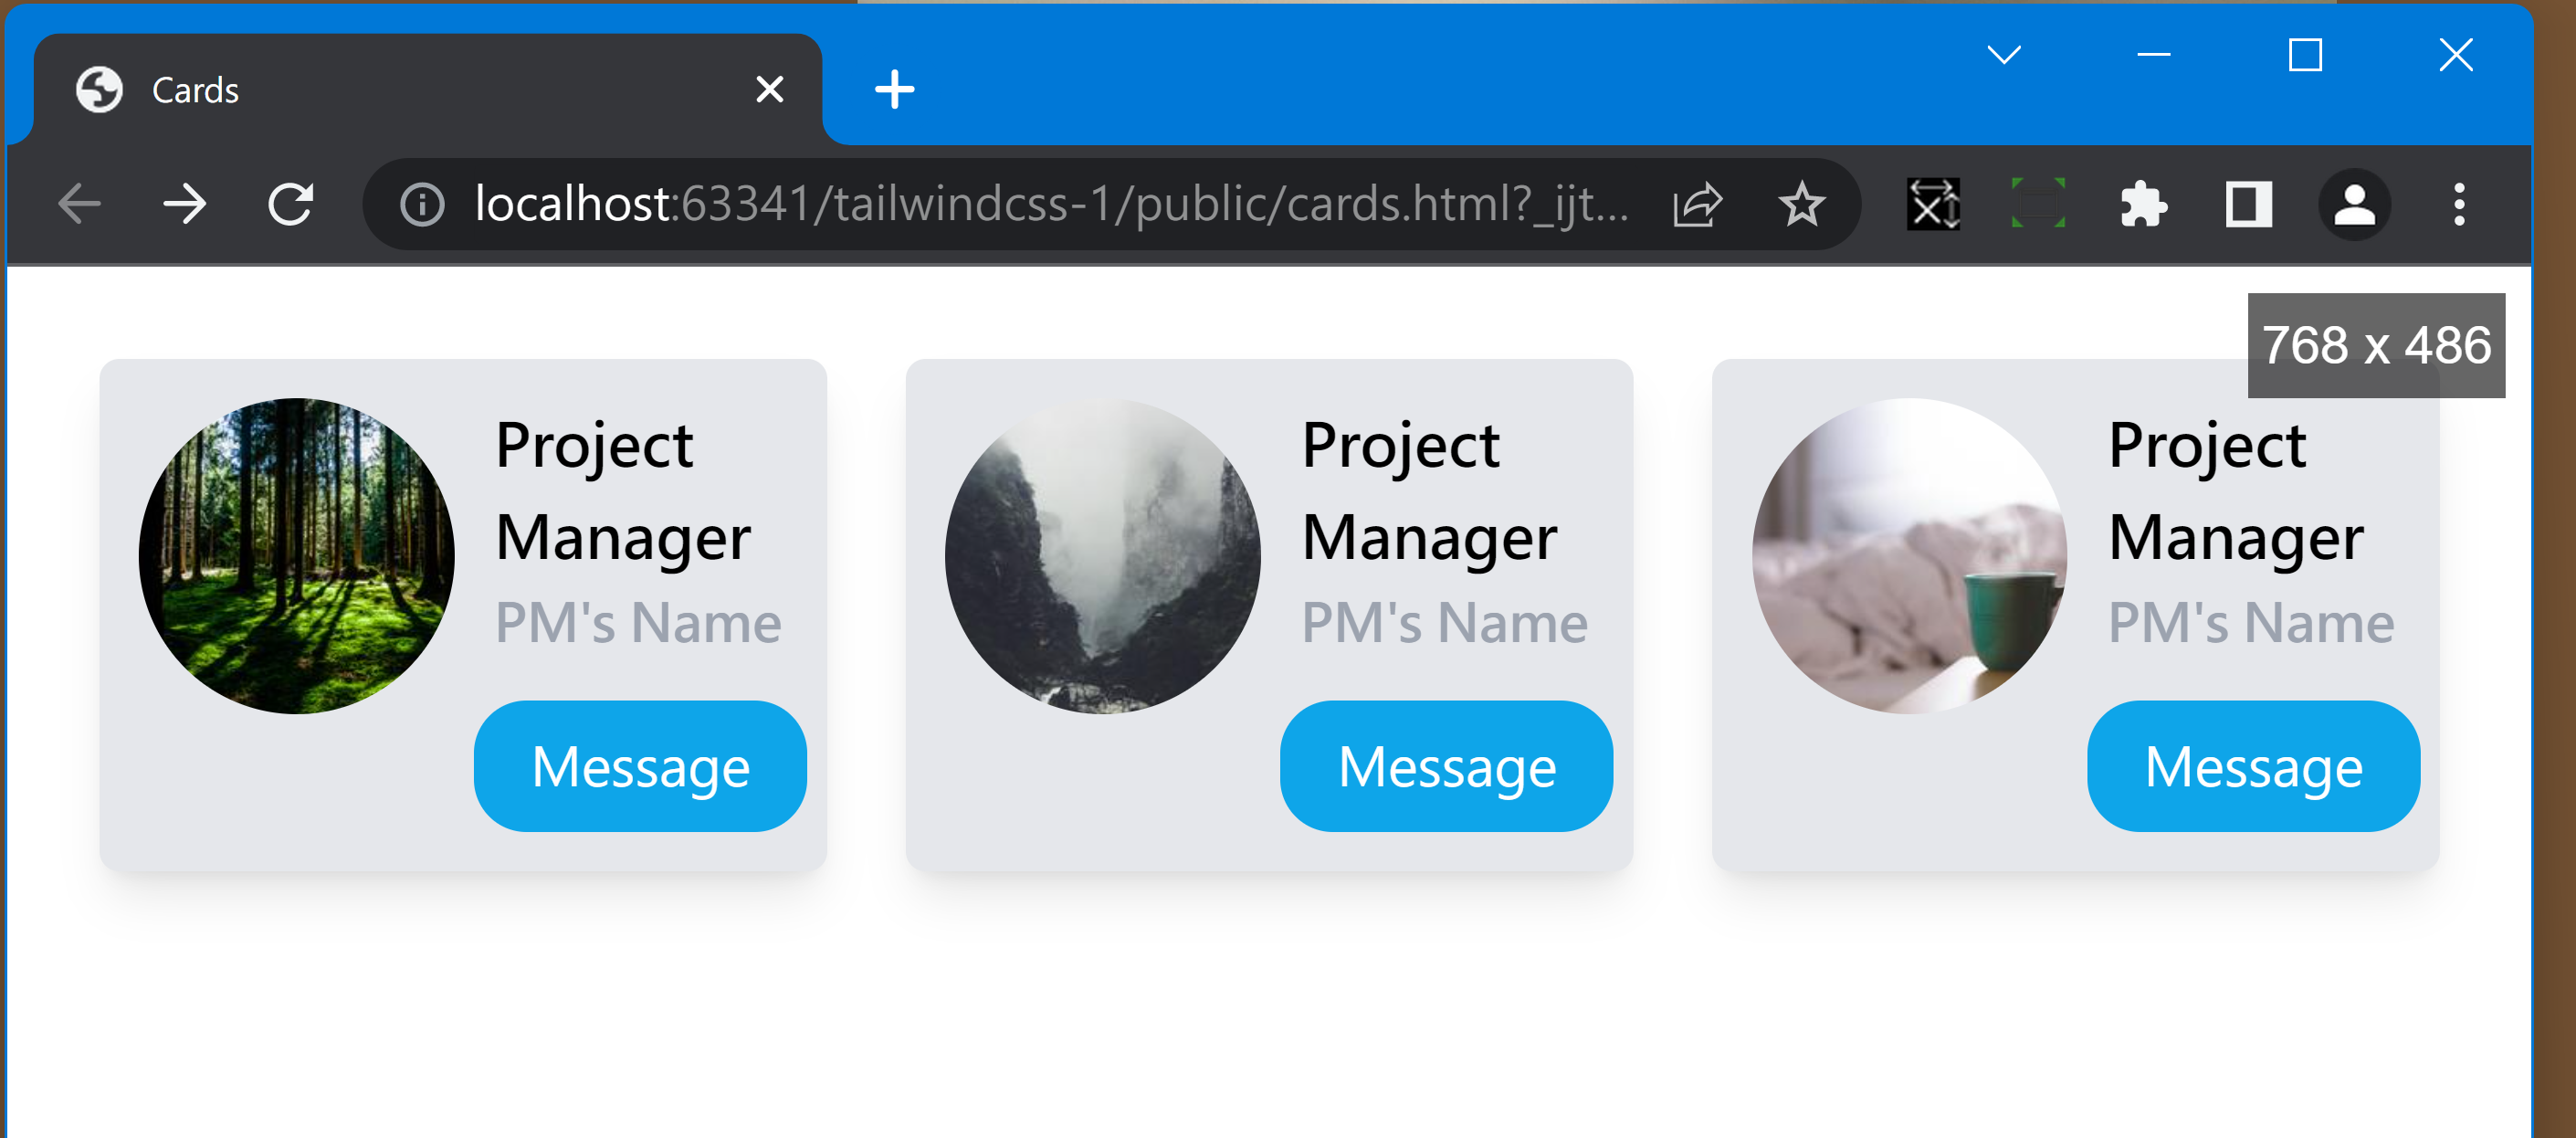 Cards
localhost:63341/tailwindcss-1/public/cards.html?_ijt...
768 x 486
Project
Manager
PM's Name
Message
Project
Manager
PM's Name
Message
Project
Manager
PM's Name
Message